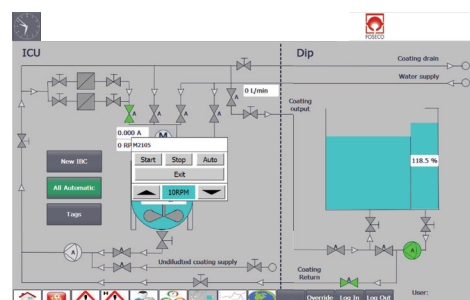 FOSECO
ICU
Dip
Coating drain
Water supply
0 L/min
Coating
output
A
A
A
A
A
0.000 A
M
0 RP
M2105
Start Stop Auto
Exit
10RPM
New IBC
All Automatic
Tags
118.5 %
A
A
A
A
A
Undiluted coating supply
Coating
Return
A
User:
Override Log In Log Out